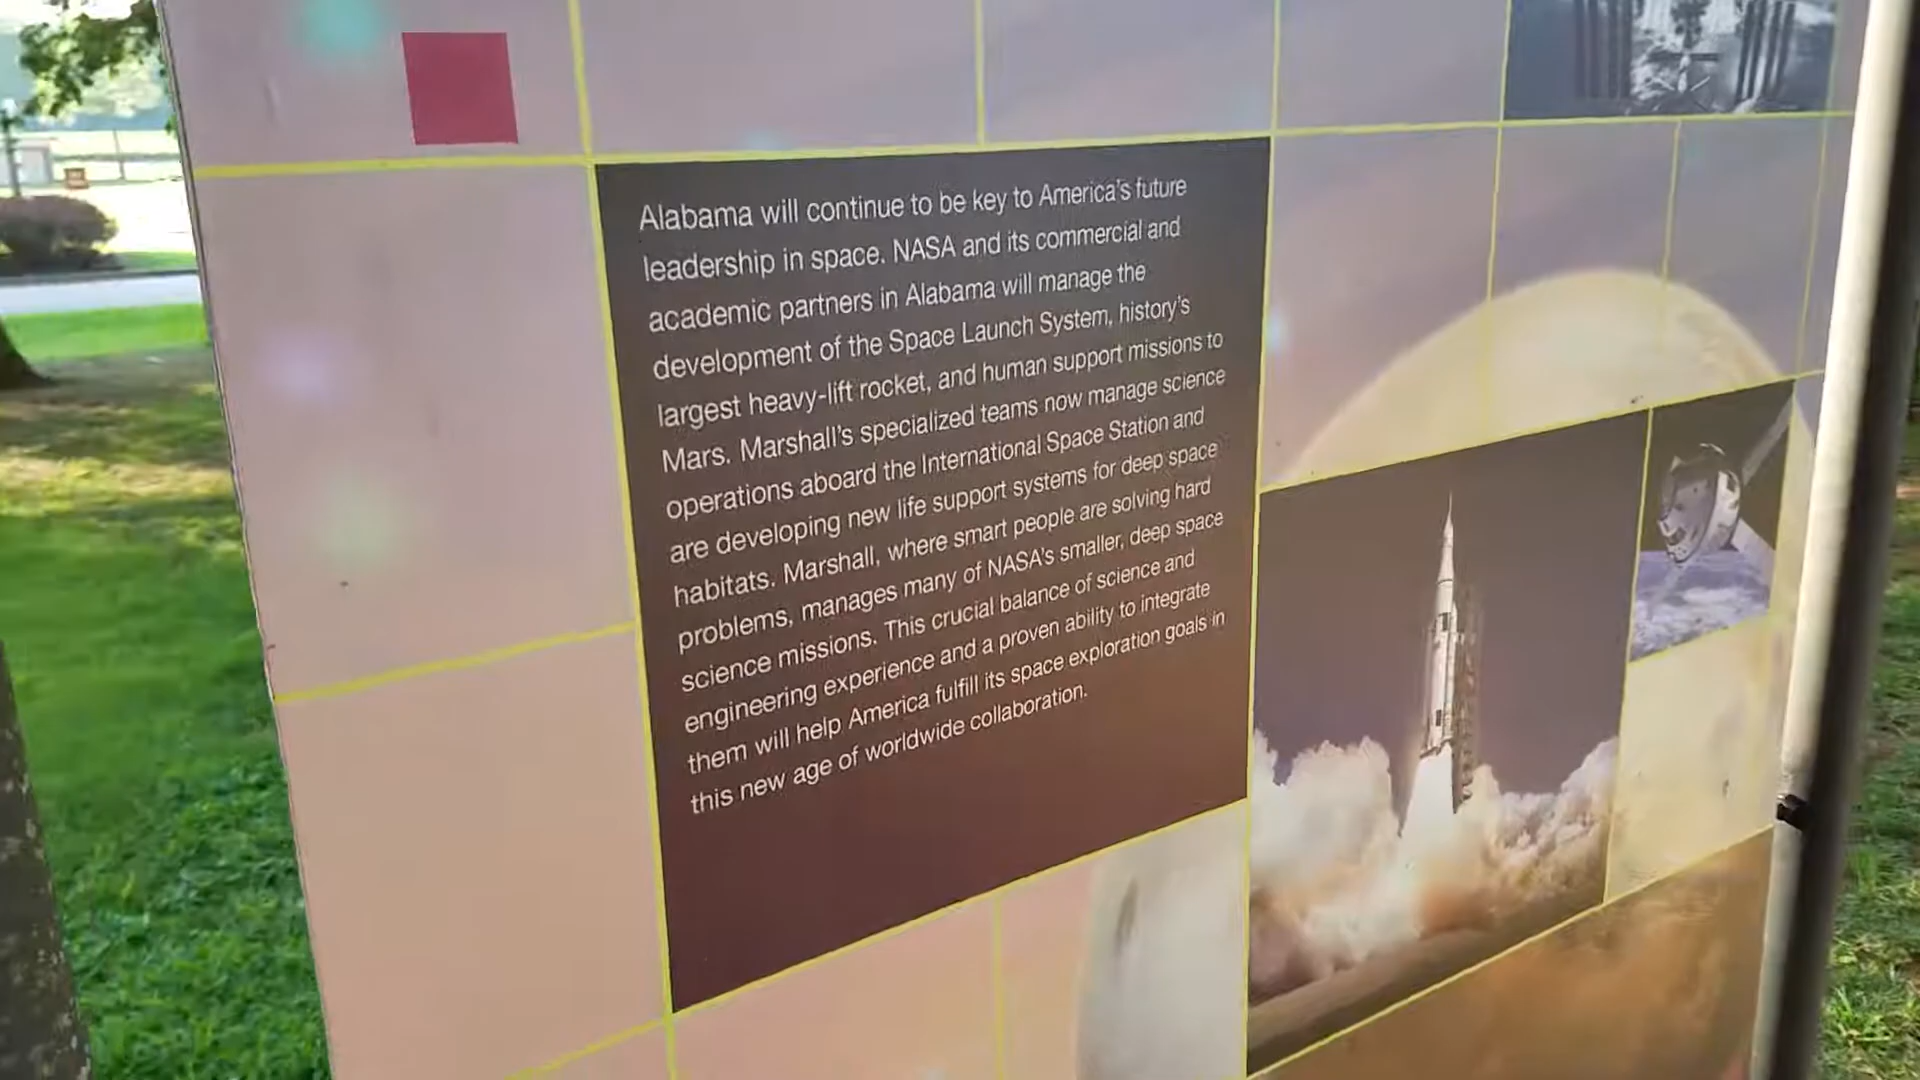 Alabama will continue to be key to America's future
leadership in space. NASA and its commercial and
academic partners in Alabama will manage the
development of the Space Launch System, history's
largest heavy-lift rocket, and human support missions to
Mars. Marshall's specialized teams now manage science
operations aboard the International Space Station and
are developing new life support systems for deep space
habitats. Marshall, where smart people are solving hard
problems, manages many of NASA's smaller, deep space
science missions. This crucial balance of science and
engineering experience and a proven ability to integrate
them will help America fulfill its space exploration goals in
this new age of worldwide collaboration.